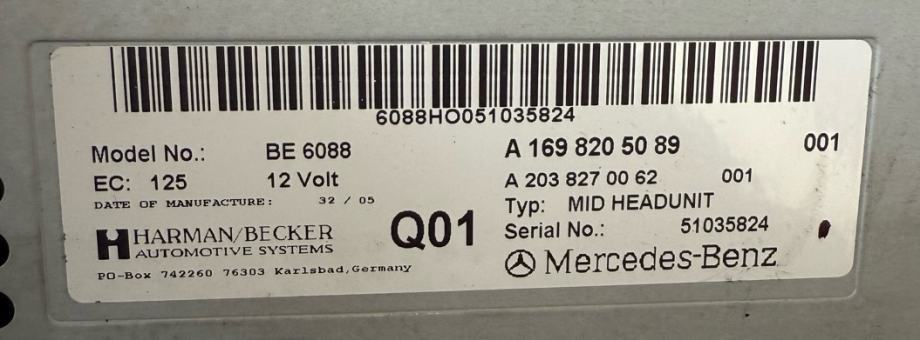 6088HO051035824
Model No.: BE 6088
EC: 125 12 Volt
DATE OF MANUFACTURE: 32 / 05
HARMAN/BECKER
AUTOMOTIVE SYSTEMS
PO-Box 742260 76303 Karlsbad,Germany
Q01
A 169 820 50 89 001
A 203 827 00 62 001
Typ: MID HEADUNIT
Serial No.: 51035824
Mercedes-Benz